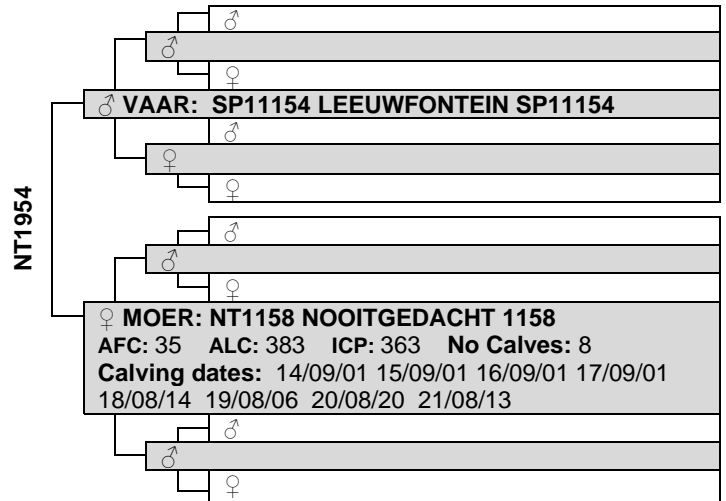 ♂
♂
♀
♂ VAAR: SP11154 LEEUWFONTEIN SP11154
♂
♀
♀
NT1954
♂
♂
♀
♀ MOER: NT1158 NOOITGEDACHT 1158
AFC: 35 ALC: 383 ICP: 363 No Calves: 8
Calving dates: 14/09/01 15/09/01 16/09/01 17/09/01
18/08/14 19/08/06 20/08/20 21/08/13
♂
♂
♀